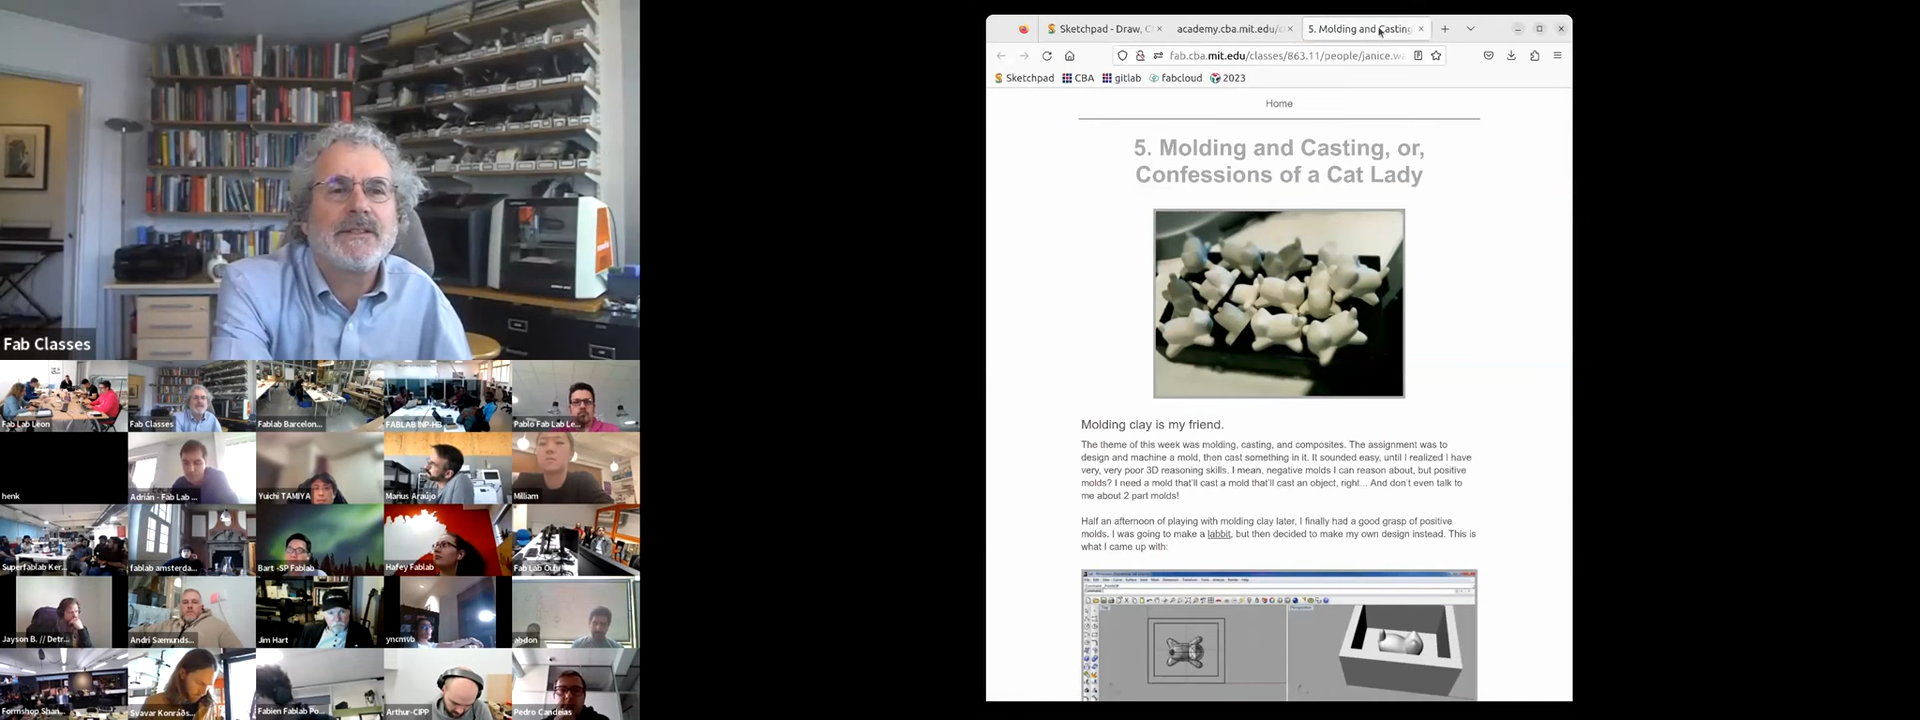 Fab Classes
Fab Lab Leon
Fab Classes
Fablab Barcelon...
FABLAB INP-HB
Pablo Fab Lab Le...
henk
Adrián - Fab Lab ...
Yuichi TAMIYA
Marius Araújo
Milliam
Superfablab Ker...
fablab amsterda...
Bart -SP Fablab
Hafey Fablab
Fab Lab Oulu
Jayson B. // Detr...
Andri Sæmunds...
Jim Hart
yncmvb
abdon
Formshop Shan...
Svavar Konráðs...
Fabien Fablab Po...
Arthur-CIPP
Pedro Candeias
Sketchpad - Draw, C
academy.cba.mit.edu/c
5. Molding and Casting
fab.cba.mit.edu/classes/863.11/people/janice.wa
Sketchpad CBA gitlab fabcloud 2023
Home
5. Molding and Casting, or,
Confessions of a Cat Lady
Molding clay is my friend.
The theme of this week was molding, casting, and composites. The assignment was to
design and machine a mold, then cast something in it. It sounded easy, until I realized I have
very, very poor 3D reasoning skills. I mean, negative molds I can reason about, but positive
molds? I need a mold that'll cast a mold that'll cast an object, right... And don't even talk to
me about 2 part molds!
Half an afternoon of playing with molding clay later, I finally had a good grasp of positive
molds. I was going to make a labbit, but then decided to make my own design instead. This is
what I came up with: